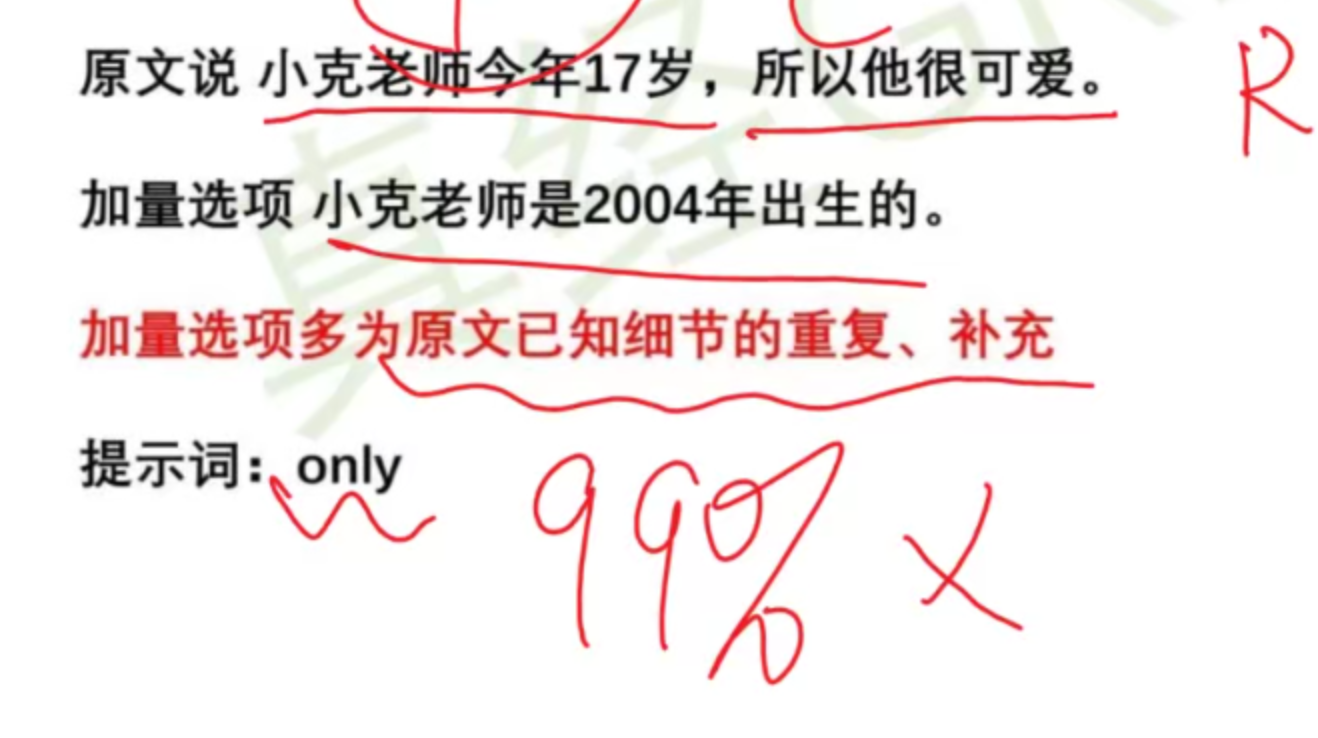 原文说 小克老师今年17岁，所以他很可爱。 R
加量选项 小克老师是2004年出生的。
加量选项多为原文已知细节的重复、补充
提示词：only
99% X